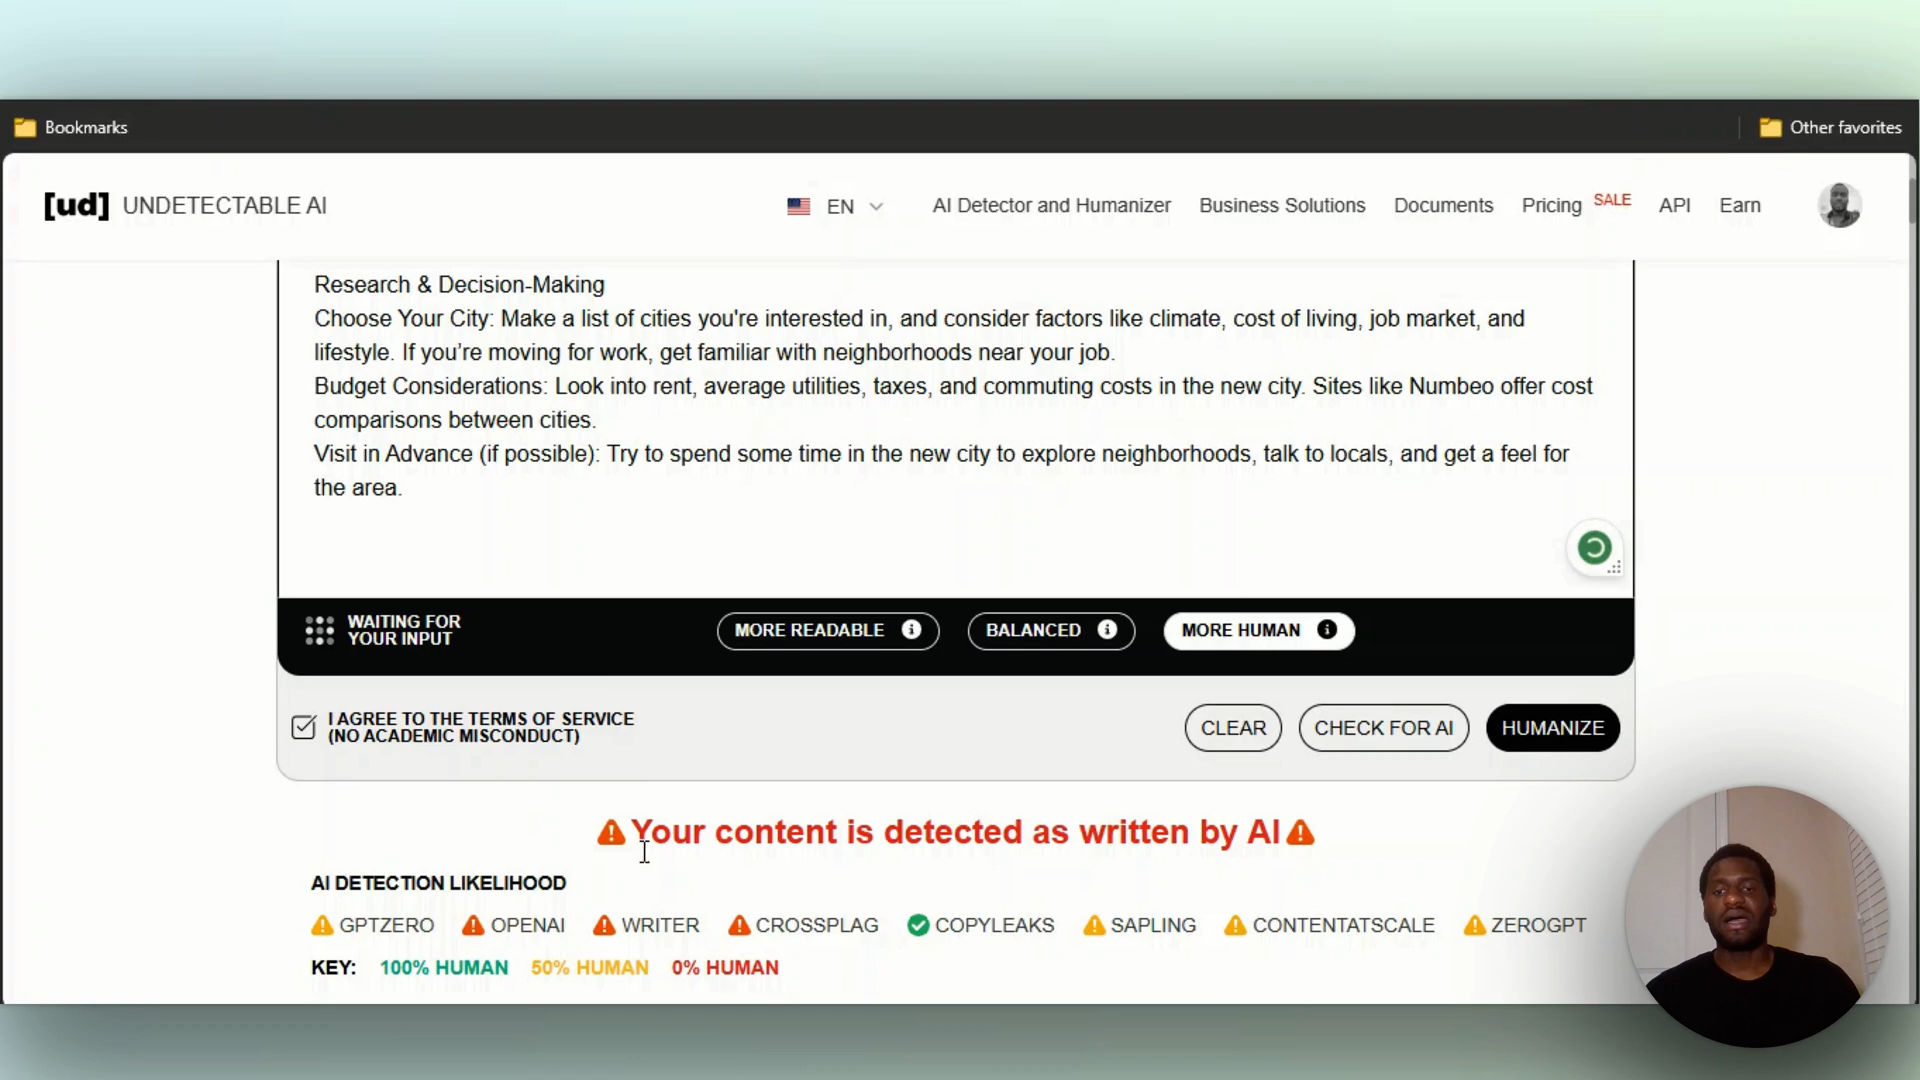 Bookmarks
Other favorites
[ud] UNDETECTABLE AI
EN
AI Detector and Humanizer
Business Solutions
Documents
Pricing SALE
API
Earn
Research & Decision-Making
Choose Your City: Make a list of cities you're interested in, and consider factors like climate, cost of living, job market, and
lifestyle. If you’re moving for work, get familiar with neighborhoods near your job.
Budget Considerations: Look into rent, average utilities, taxes, and commuting costs in the new city. Sites like Numbeo offer cost
comparisons between cities.
Visit in Advance (if possible): Try to spend some time in the new city to explore neighborhoods, talk to locals, and get a feel for
the area.
WAITING FOR
YOUR INPUT
MORE READABLE
BALANCED
MORE HUMAN
I AGREE TO THE TERMS OF SERVICE
(NO ACADEMIC MISCONDUCT)
CLEAR
CHECK FOR AI
HUMANIZE
Your content is detected as written by AI
AI DETECTION LIKELIHOOD
GPTZERO OPENAI WRITER CROSSPLAG COPYLEAKS SAPLING CONTENTATSCALE ZEROGPT
KEY: 100% HUMAN 50% HUMAN 0% HUMAN